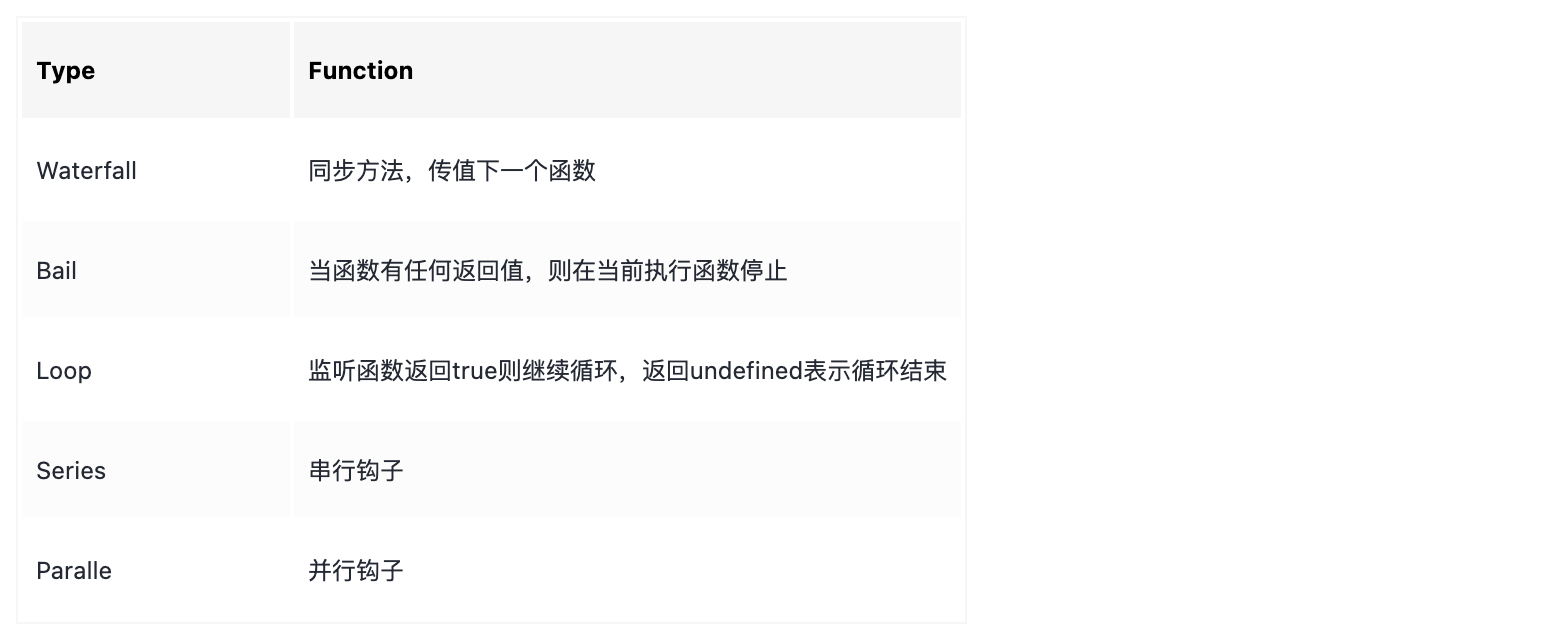 Type Function
Waterfall 同步方法，传值下一个函数
Bail 当函数有任何返回值，则在当前执行函数停止
Loop 监听函数返回true则继续循环，返回undefined表示循环结束
Series 串行钩子
Paralle 并行钩子